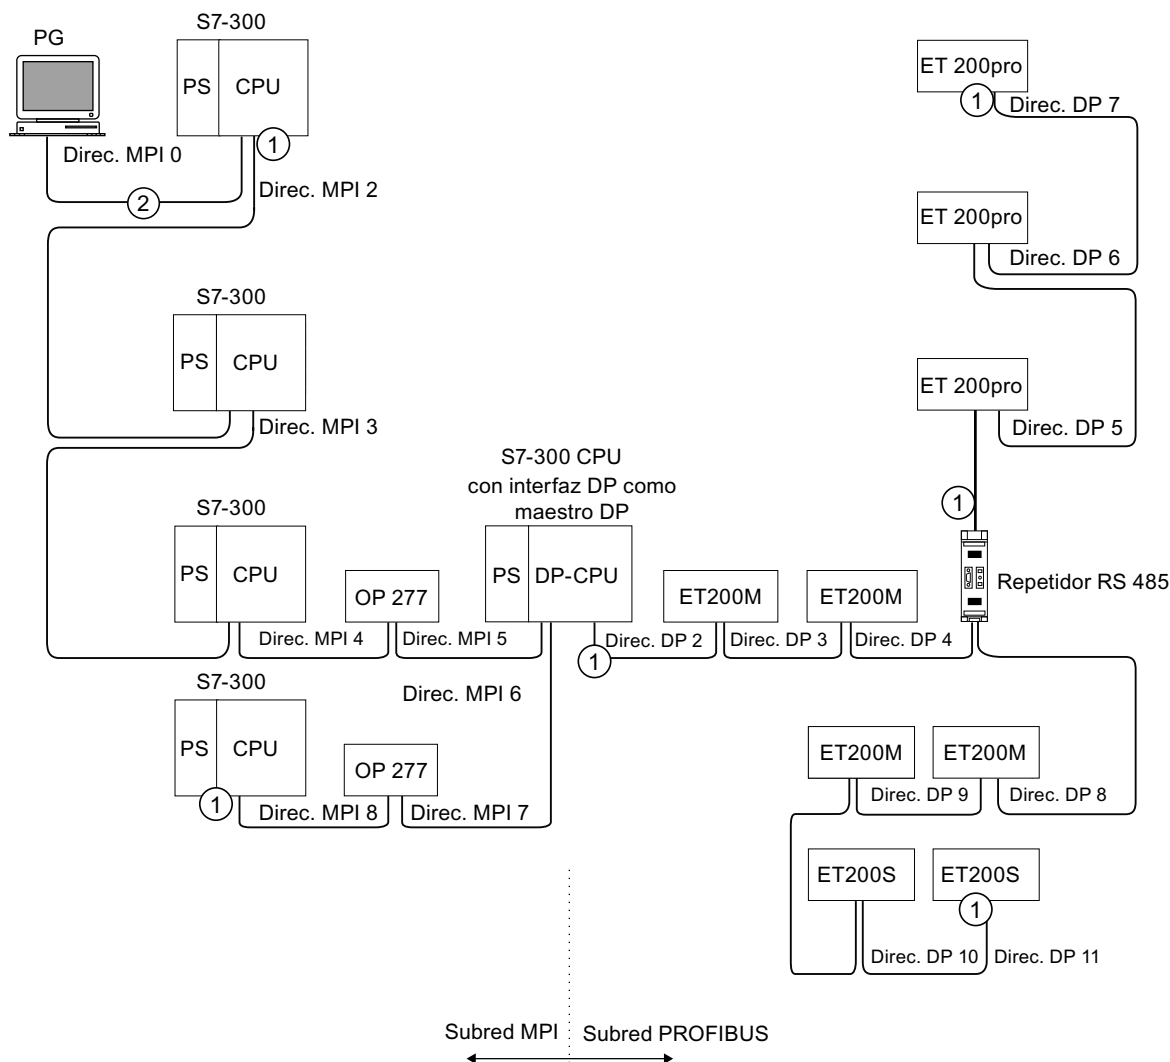 S7-300
PG
PS
CPU
1
Direc. MPI 0
2
Direc. MPI 2
S7-300
PS
CPU
Direc. MPI 3
S7-300
PS
CPU
OP 277
Direc. MPI 4
Direc. MPI 5
S7-300 CPU
con interfaz DP como
maestro DP
PS
DP-CPU
1
Direc. MPI 6
S7-300
PS
CPU
1
OP 277
Direc. MPI 8
Direc. MPI 7
ET200M
ET200M
Direc. DP 2
Direc. DP 3
Direc. DP 4
ET 200pro
1
Direc. DP 7
ET 200pro
Direc. DP 6
ET 200pro
Direc. DP 5
1
Repetidor RS 485
ET200M
ET200M
Direc. DP 9
Direc. DP 8
ET200S
ET200S
1
Direc. DP 10
Direc. DP 11
Subred MPI
Subred PROFIBUS